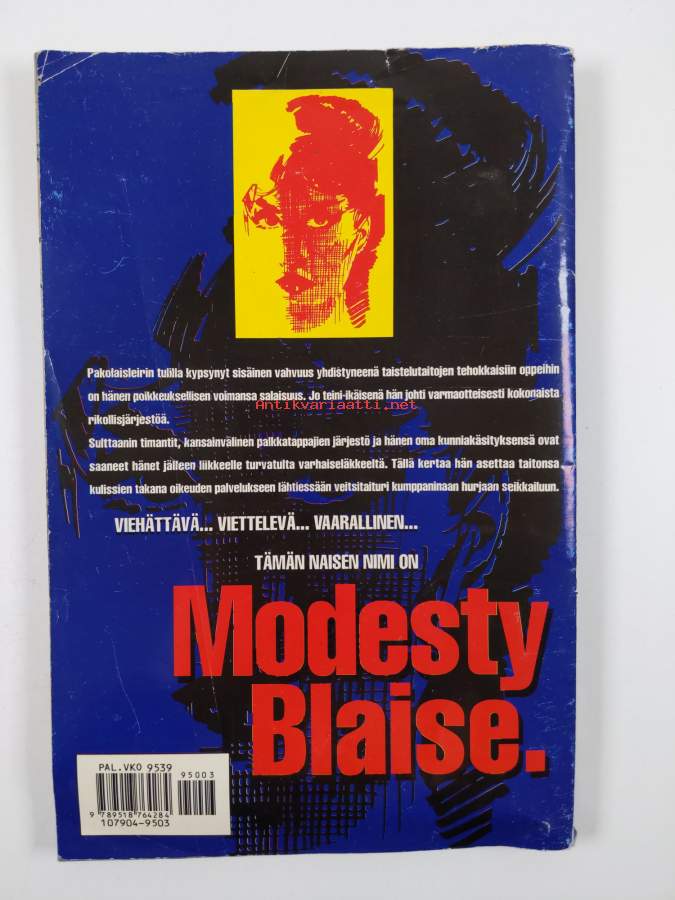 Pakolaisleirin tulilla kypsynyt sisäinen vahvuus yhdistyneenä taistelutaitojen tehokkaisiin oppeihin
on hänen poikkeuksellisen voimansa salaisuus. Jo teini-ikäisenä hän johti varmaotteisesti kokonaista
Antikvariaatti.net
rikollisjärjestöä.
Sulttaanin timantit, kansainvälinen palkkatappajien järjestö ja hänen oma kunniakäsityksensä ovat
saaneet hänet jälleen liikkeelle turvatulta varhaiseläkkeeltä. Tällä kertaa hän asettaa taitonsa
kulissien takana oikeuden palvelukseen lähtiessään veitsitaituri kumppaninaan hurjaan seikkailuun.
VIEHÄTTÄVÄ... VIETTELEVÄ... VAARALLINEN...
TÄMÄN NAISEN NIMI ON
Modesty
Blaise.
PAL.VKO 9539
95003
9 789518 764284
107904-9503